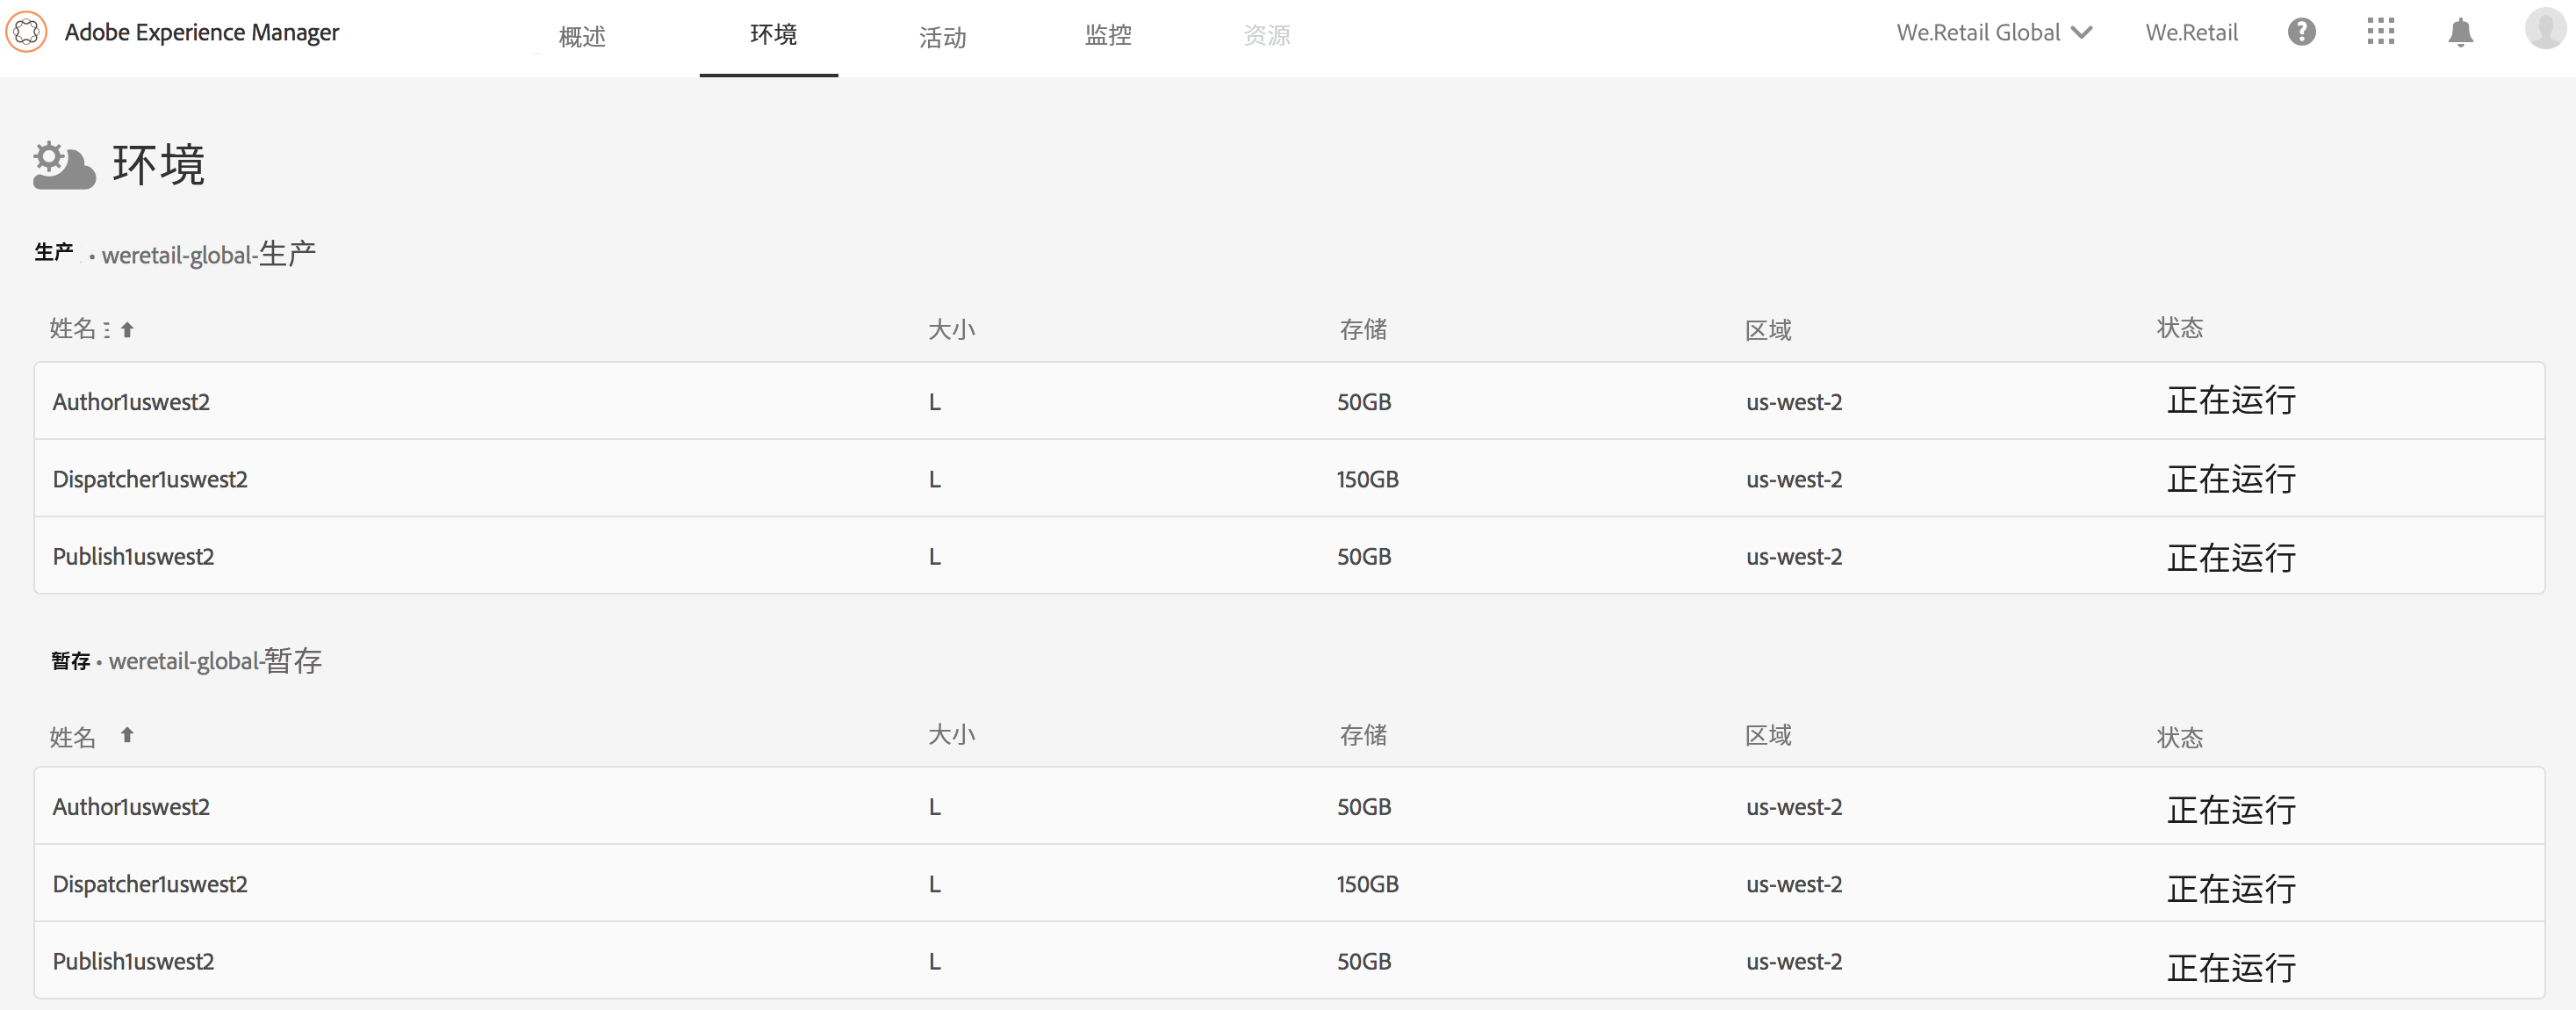 Adobe Experience Manager 概述 环境 活动 监控 资源 We.Retail Global We.Retail
环境
生产 • weretail-global-生产
姓名 大小 存储 区域 状态
Author1uswest2 L 50GB us-west-2 正在运行
Dispatcher1uswest2 L 150GB us-west-2 正在运行
Publish1uswest2 L 50GB us-west-2 正在运行
暂存 • weretail-global-暂存
姓名 大小 存储 区域 状态
Author1uswest2 L 50GB us-west-2 正在运行
Dispatcher1uswest2 L 150GB us-west-2 正在运行
Publish1uswest2 L 50GB us-west-2 正在运行